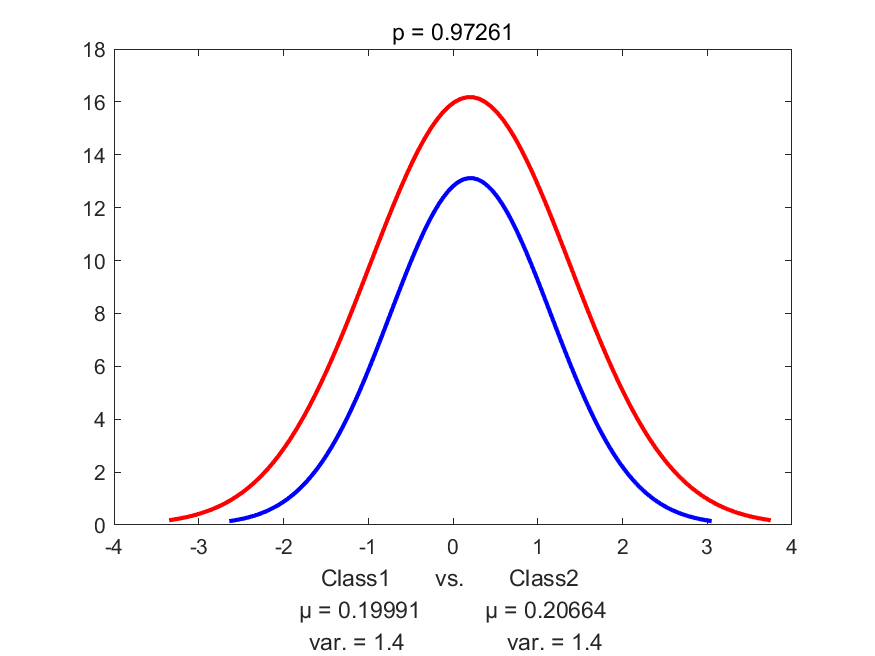 p = 0.97261
18
16
14
12
10
8
6
4
2
0
-4 -3 -2 -1 0 1 2 3 4
Class1 vs. Class2
μ = 0.19991 μ = 0.20664
var. = 1.4 var. = 1.4